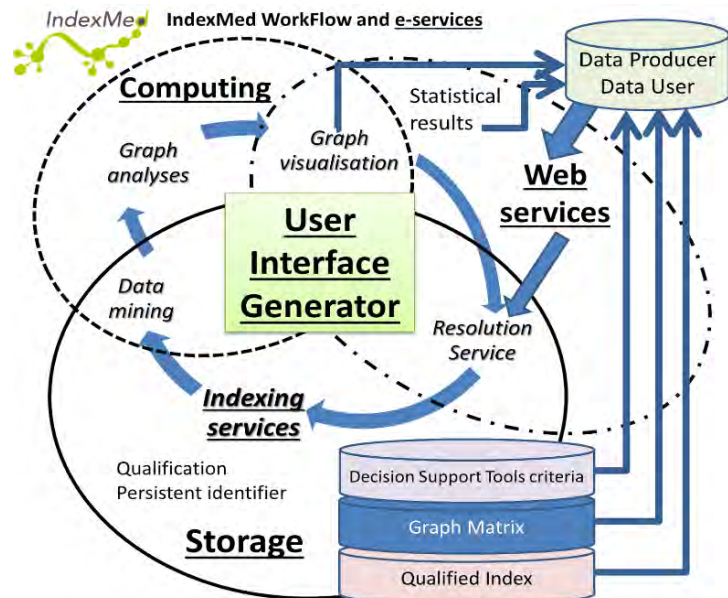 IndexMed
IndexMed WorkFlow and e-services
Data Producer
Data User
Computing
Statistical
results
Graph
visualisation
Graph
analyses
Web
services
User
Interface
Generator
Data
mining
Resolution
Service
Indexing
services
Qualification
Persistent identifier
Storage
Decision Support Tools criteria
Graph Matrix
Qualified Index